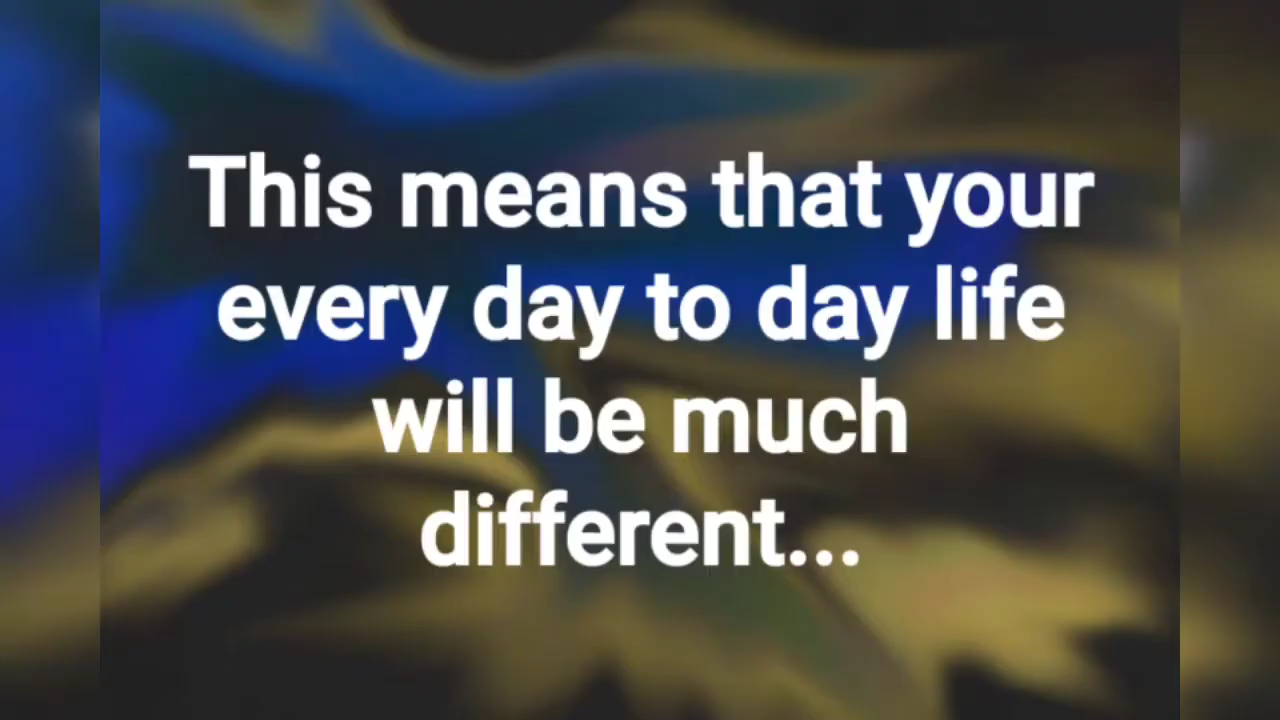 This means that your
every day to day life
will be much
different...